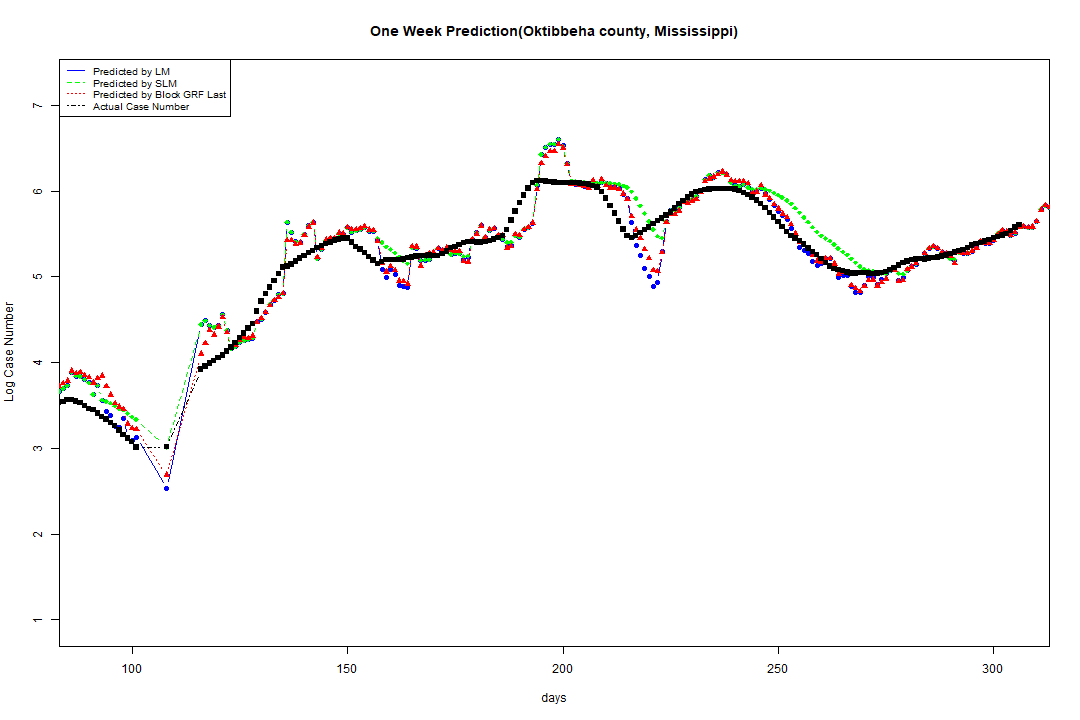 One Week Prediction(Oktibbeha county, Mississippi)
Predicted by LM
Predicted by SLM
Predicted by Block GRF Last
Actual Case Number
7
6
5
4
3
2
1
Log Case Number
100 150 200 250 300
days